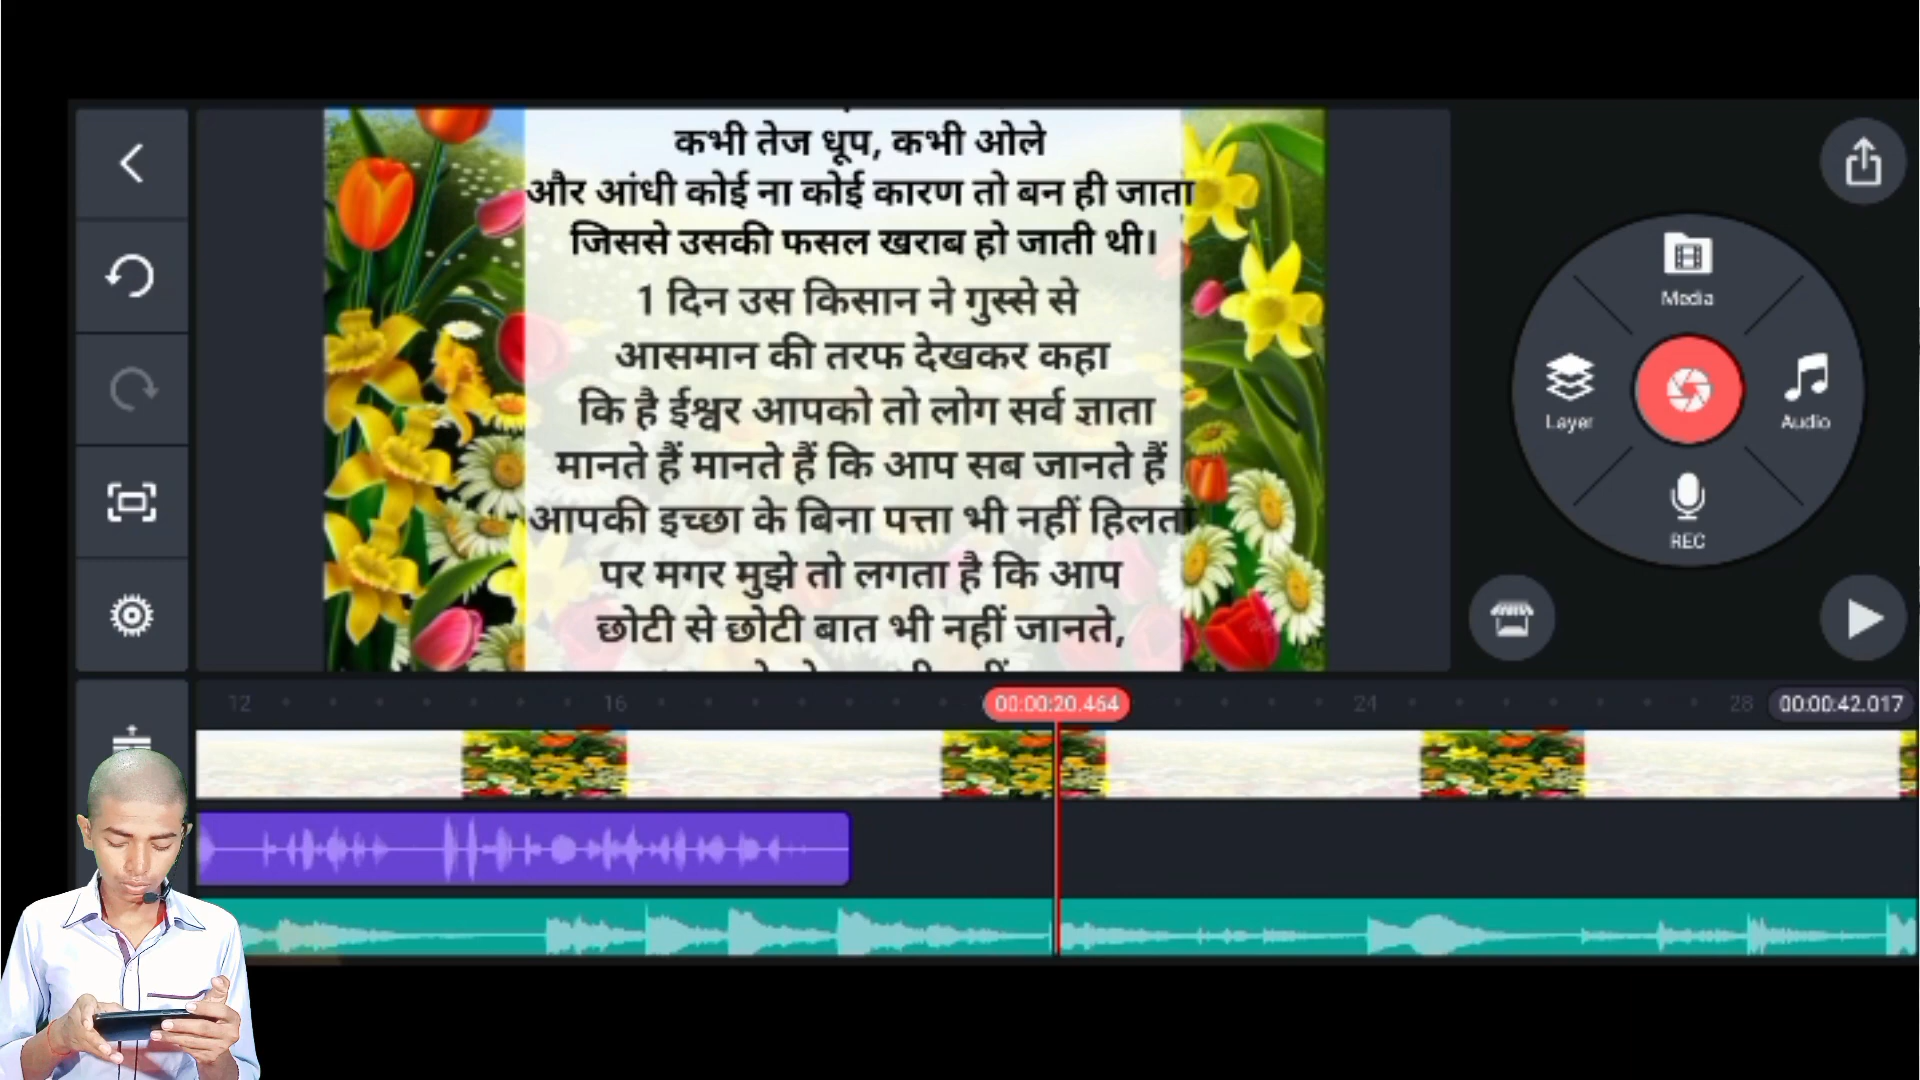 कभी तेज धूप, कभी ओले
और आंधी कोई ना कोई कारण तो बन ही जाता
जिससे उसकी फसल खराब हो जाती थी।
1 दिन उस किसान ने गुस्से से
आसमान की तरफ देखकर कहा
कि है ईश्वर आपको तो लोग सर्व ज्ञाता
मानते हैं मानते हैं कि आप सब जानते हैं
आपकी इच्छा के बिना पत्ता भी नहीं हिलता
पर मगर मुझे तो लगता है कि आप
छोटी से छोटी बात भी नहीं जानते,
Media
Layer
Audio
REC
12
16
00:00:20.464
24
28
00:00:42.017